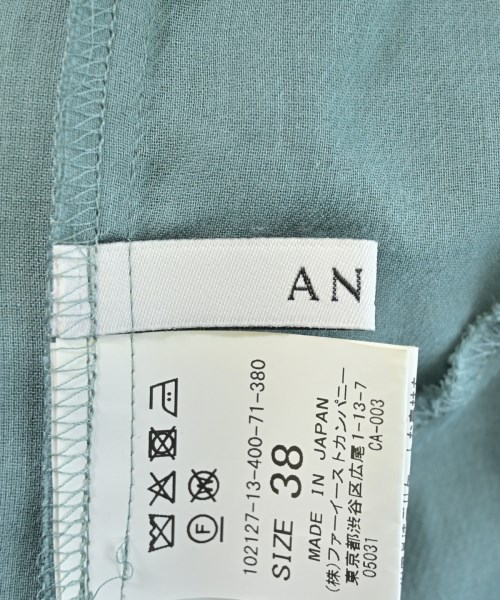 AN
102127-13-400-71-380
SIZE 38
MADE IN JAPAN
(株)ファーイーストカンパニー
東京都渋谷区広尾1-13-7
05031 CA-003